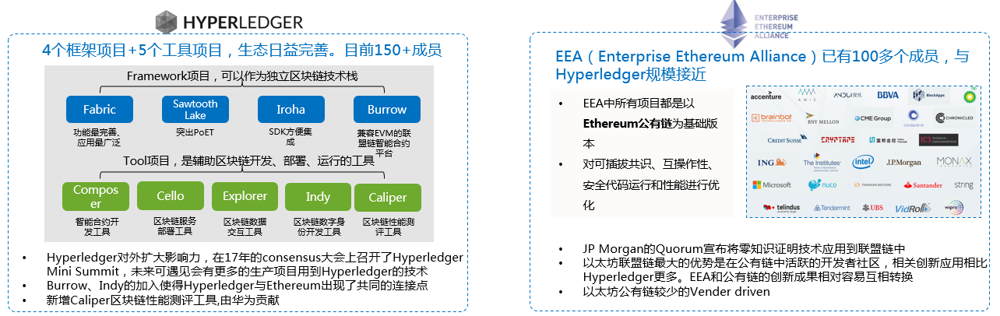 HYPERLEDGER
4个框架项目+5个工具项目，生态日益完善。目前150+成员
Framework项目，可以作为独立区块链技术栈
Fabric
Sawtooth
Lake
Iroha
Burrow
功能最完善、
应用最广泛
突出PoET
SDK方便集
成
兼容EVM的联
盟链智能合约
平台
Tool项目，是辅助区块链开发、部署、运行的工具
Compos
er
Cello
Explorer
Indy
Caliper
智能合约开
发工具
区块链服务
部署工具
区块链数据
交互工具
区块链数字身
份开发工具
区块链性能测
评工具
• Hyperledger对外扩大影响力，在17年的consensus大会上召开了Hyperledger
Mini Summit，未来可遇见会有更多的生产项目用到Hyperledger的技术
• Burrow、Indy的加入使得Hyperledger与Ethereum出现了共同的连接点
• 新增Caliper区块链性能测评工具,由华为贡献
ENTERPRISE
ETHEREUM
ALLIANCE
EEA（Enterprise Ethereum Alliance）已有100多个成员，与
Hyperledger规模接近
• EEA中所有项目都是以
Ethereum公有链为基础版
本
• 对可插拔共识、互操作性、
安全代码运行和性能进行优
化
accenture
AMIS
ANDUI安兑
BBVA
BlockApps
bp
brainbot
BNY MELLON
CME Group
consensys
CHRONICLED
CREDIT SUISSE
CRYPTAPE
富邦金控
IC3
ING
The Institutes
intel
J.P.Morgan
MONAX
Microsoft
nuco
THOMSON REUTERS
Santander
string
telindus
Tendermint
UBS
VidRoll
wipro
• JP Morgan的Quorum宣布将零知识证明技术应用到联盟链中
• 以太坊联盟链最大的优势是在公有链中活跃的开发者社区，相关创新应用相比
Hyperledger更多。EEA和公有链的创新成果相对容易互相转换
• 以太坊公有链较少的Vender driven